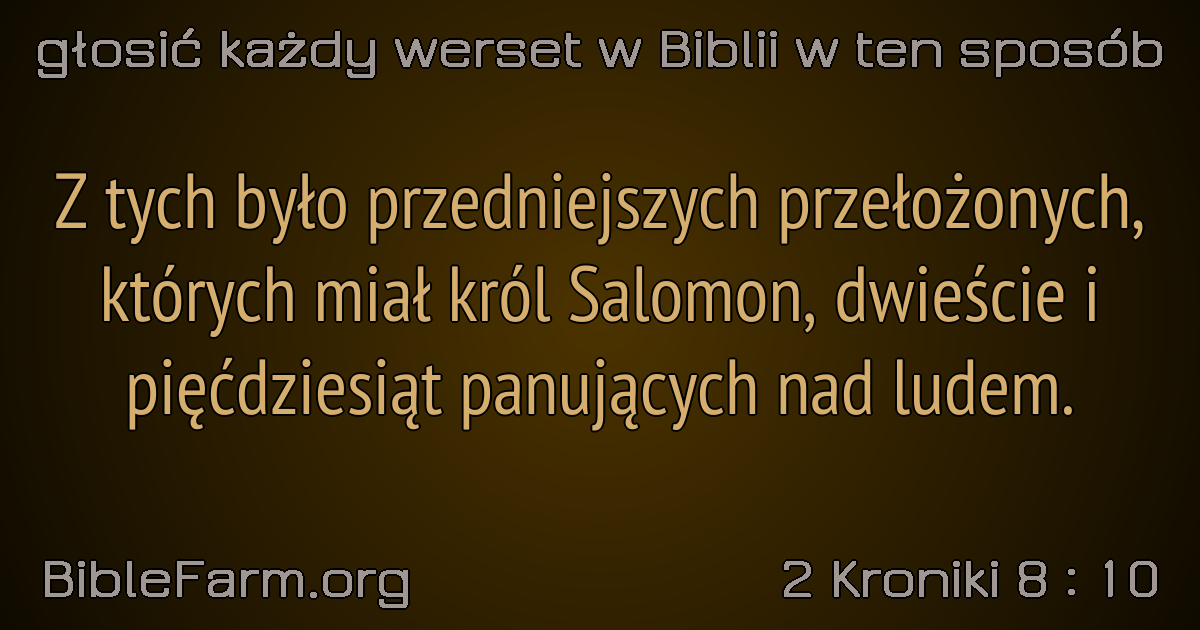 głosić każdy werset w Biblii w ten sposób
Z tych było przedniejszych przełożonych,
których miał król Salomon, dwieście i
pięćdziesiąt panujących nad ludem.
BibleFarm.org
2 Kroniki 8 : 10